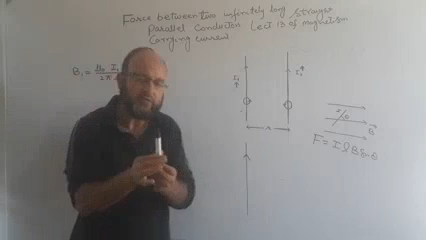 Force between two infinitely long, straight
Parallel Conductors Lect 13 of magnetism
Carrying current
B₁ = μ₀ I₁
2π
I₁ ↑
I₂ ↑
r
θ
B
F = I l B Sin θ